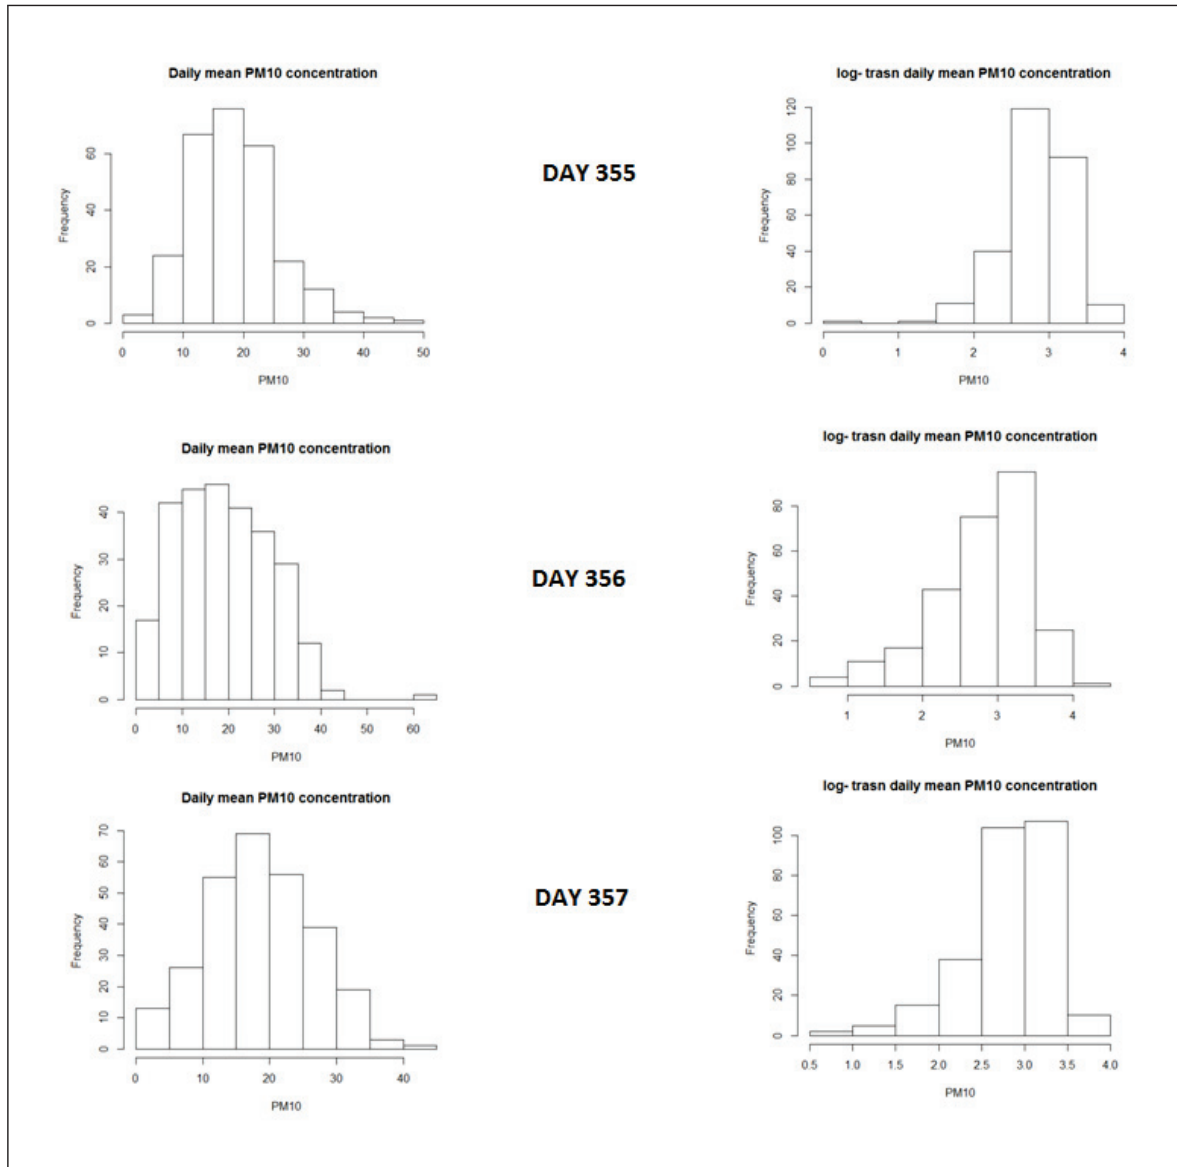 Daily mean PM10 concentration
Frequency
0 20 40 60
0 10 20 30 40 50
PM10
DAY 355
log- trasn daily mean PM10 concentration
Frequency
0 20 40 60 80 100 120
0 1 2 3 4
PM10
Daily mean PM10 concentration
Frequency
0 10 20 30 40
0 10 20 30 40 50 60
PM10
DAY 356
log- trasn daily mean PM10 concentration
Frequency
0 20 40 60 80
1 2 3 4
PM10
Daily mean PM10 concentration
Frequency
0 10 20 30 40 50 60 70
0 10 20 30 40
PM10
DAY 357
log- trasn daily mean PM10 concentration
Frequency
0 20 40 60 80 100
0.5 1.0 1.5 2.0 2.5 3.0 3.5 4.0
PM10